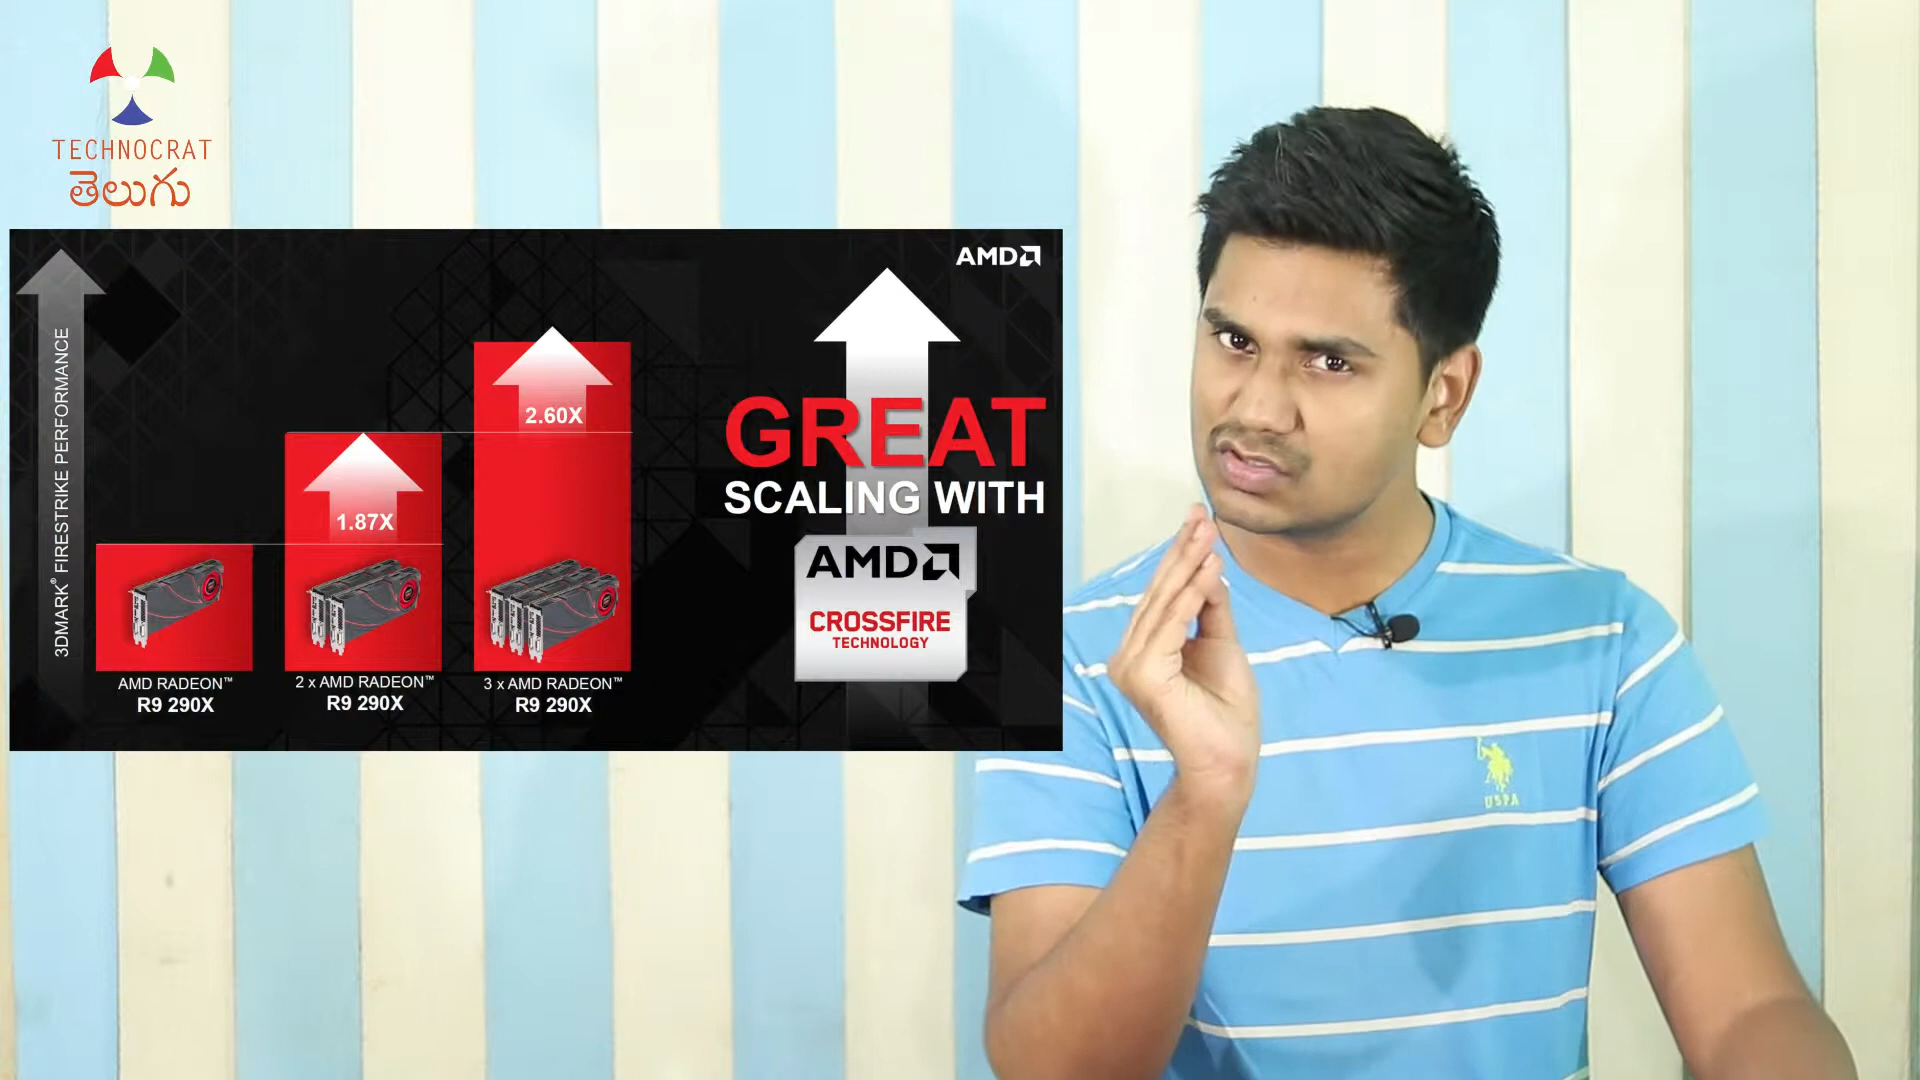 TECHNOCRAT
తెలుగు
AMD
3DMARK® FIRESTRIKE PERFORMANCE
2.60X
1.87X
GREAT
SCALING WITH
AMD
CROSSFIRE
TECHNOLOGY
AMD RADEON™
R9 290X
2 x AMD RADEON™
R9 290X
3 x AMD RADEON™
R9 290X
USPA